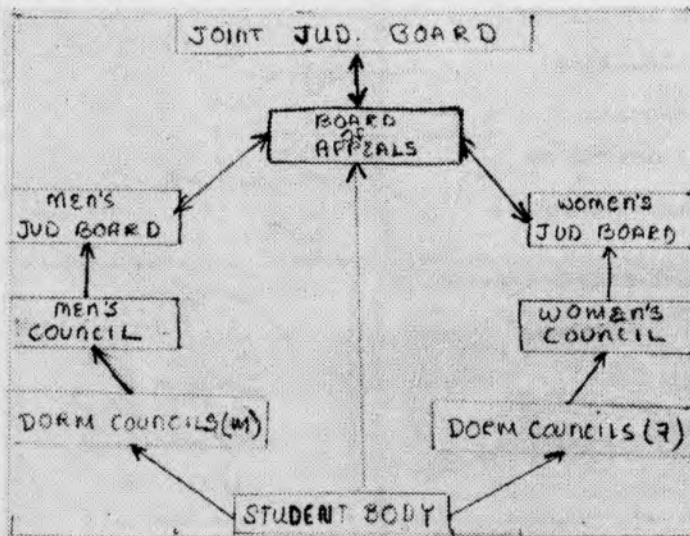 JOINT JUD. BOARD
BOARD
OF
APPEALS
MEN'S
JUD BOARD
WOMEN'S
JUD BOARD
MEN'S
COUNCIL
WOMEN'S
COUNCIL
DORM COUNCILS(M)
DORM COUNCILS(7)
STUDENT BODY